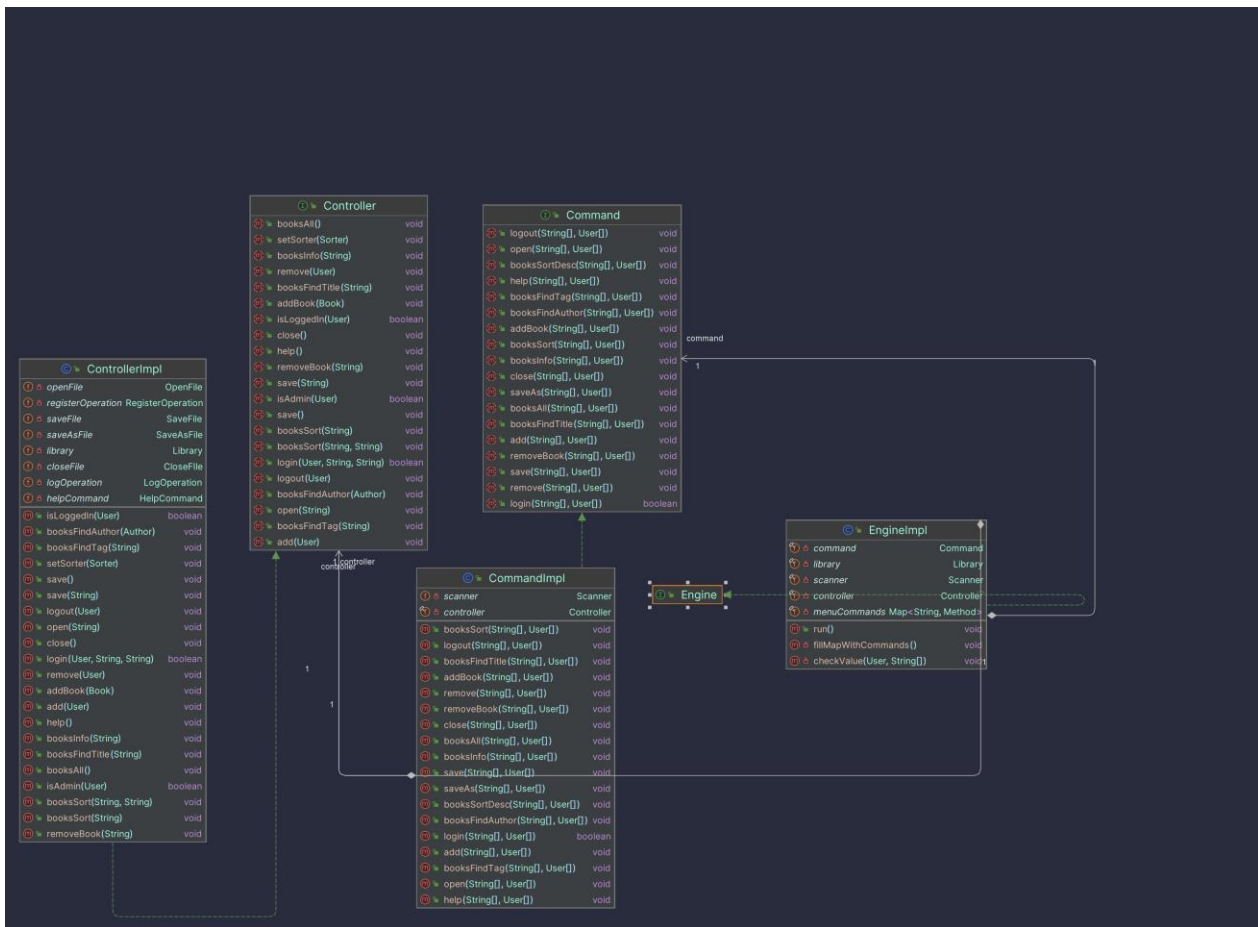 Controller
booksAll() void
setSorter(Sorter) void
booksInfo(String) void
remove(User) void
booksFindTitle(String) void
addBook(Book) void
isLoggedIn(User) boolean
close() void
help() void
removeBook(String) void
save(String) void
isAdmin(User) boolean
save() void
booksSort(String) void
booksSort(String, String) void
login(User, String, String) boolean
logout(User) void
booksFindAuthor(Author) void
open(String) void
booksFindTag(String) void
add(User) void
Command
logout(String[], User[]) void
open(String[], User[]) void
booksSortDesc(String[], User[]) void
help(String[], User[]) void
booksFindTag(String[], User[]) void
booksFindAuthor(String[], User[]) void
addBook(String[], User[]) void
booksSort(String[], User[]) void
booksInfo(String[], User[]) void
close(String[], User[]) void
saveAs(String[], User[]) void
booksAll(String[], User[]) void
booksFindTitle(String[], User[]) void
add(String[], User[]) void
removeBook(String[], User[]) void
save(String[], User[]) void
remove(String[], User[]) void
login(String[], User[]) boolean
command
1
1
ControllerImpl
openFile OpenFile
registerOperation RegisterOperation
saveFile SaveFile
saveAsFile SaveAsFile
library Library
closeFile CloseFIle
logOperation LogOperation
helpCommand HelpCommand
isLoggedIn(User) boolean
booksFindAuthor(Author) void
booksFindTag(String) void
setSorter(Sorter) void
save() void
save(String) void
logout(User) void
open(String) void
close() void
login(User, String, String) boolean
remove(User) void
addBook(Book) void
add(User) void
help() void
booksInfo(String) void
booksFindTitle(String) void
booksAll() void
isAdmin(User) boolean
booksSort(String, String) void
booksSort(String) void
removeBook(String) void
1 controller
controller
1
1
CommandImpl
scanner Scanner
controller Controller
booksSort(String[], User[]) void
logout(String[], User[]) void
booksFindTitle(String[], User[]) void
addBook(String[], User[]) void
remove(String[], User[]) void
removeBook(String[], User[]) void
close(String[], User[]) void
booksAll(String[], User[]) void
booksInfo(String[], User[]) void
save(String[], User[]) void
saveAs(String[], User[]) void
booksSortDesc(String[], User[]) void
booksFindAuthor(String[], User[]) void
login(String[], User[]) boolean
add(String[], User[]) void
booksFindTag(String[], User[]) void
open(String[], User[]) void
help(String[], User[]) void
Engine
EngineImpl
command Command
library Library
scanner Scanner
controller Controller
menuCommands Map<String, Method>
run() void
fillMapWithCommands() void
checkValue(User, String[]) void
1